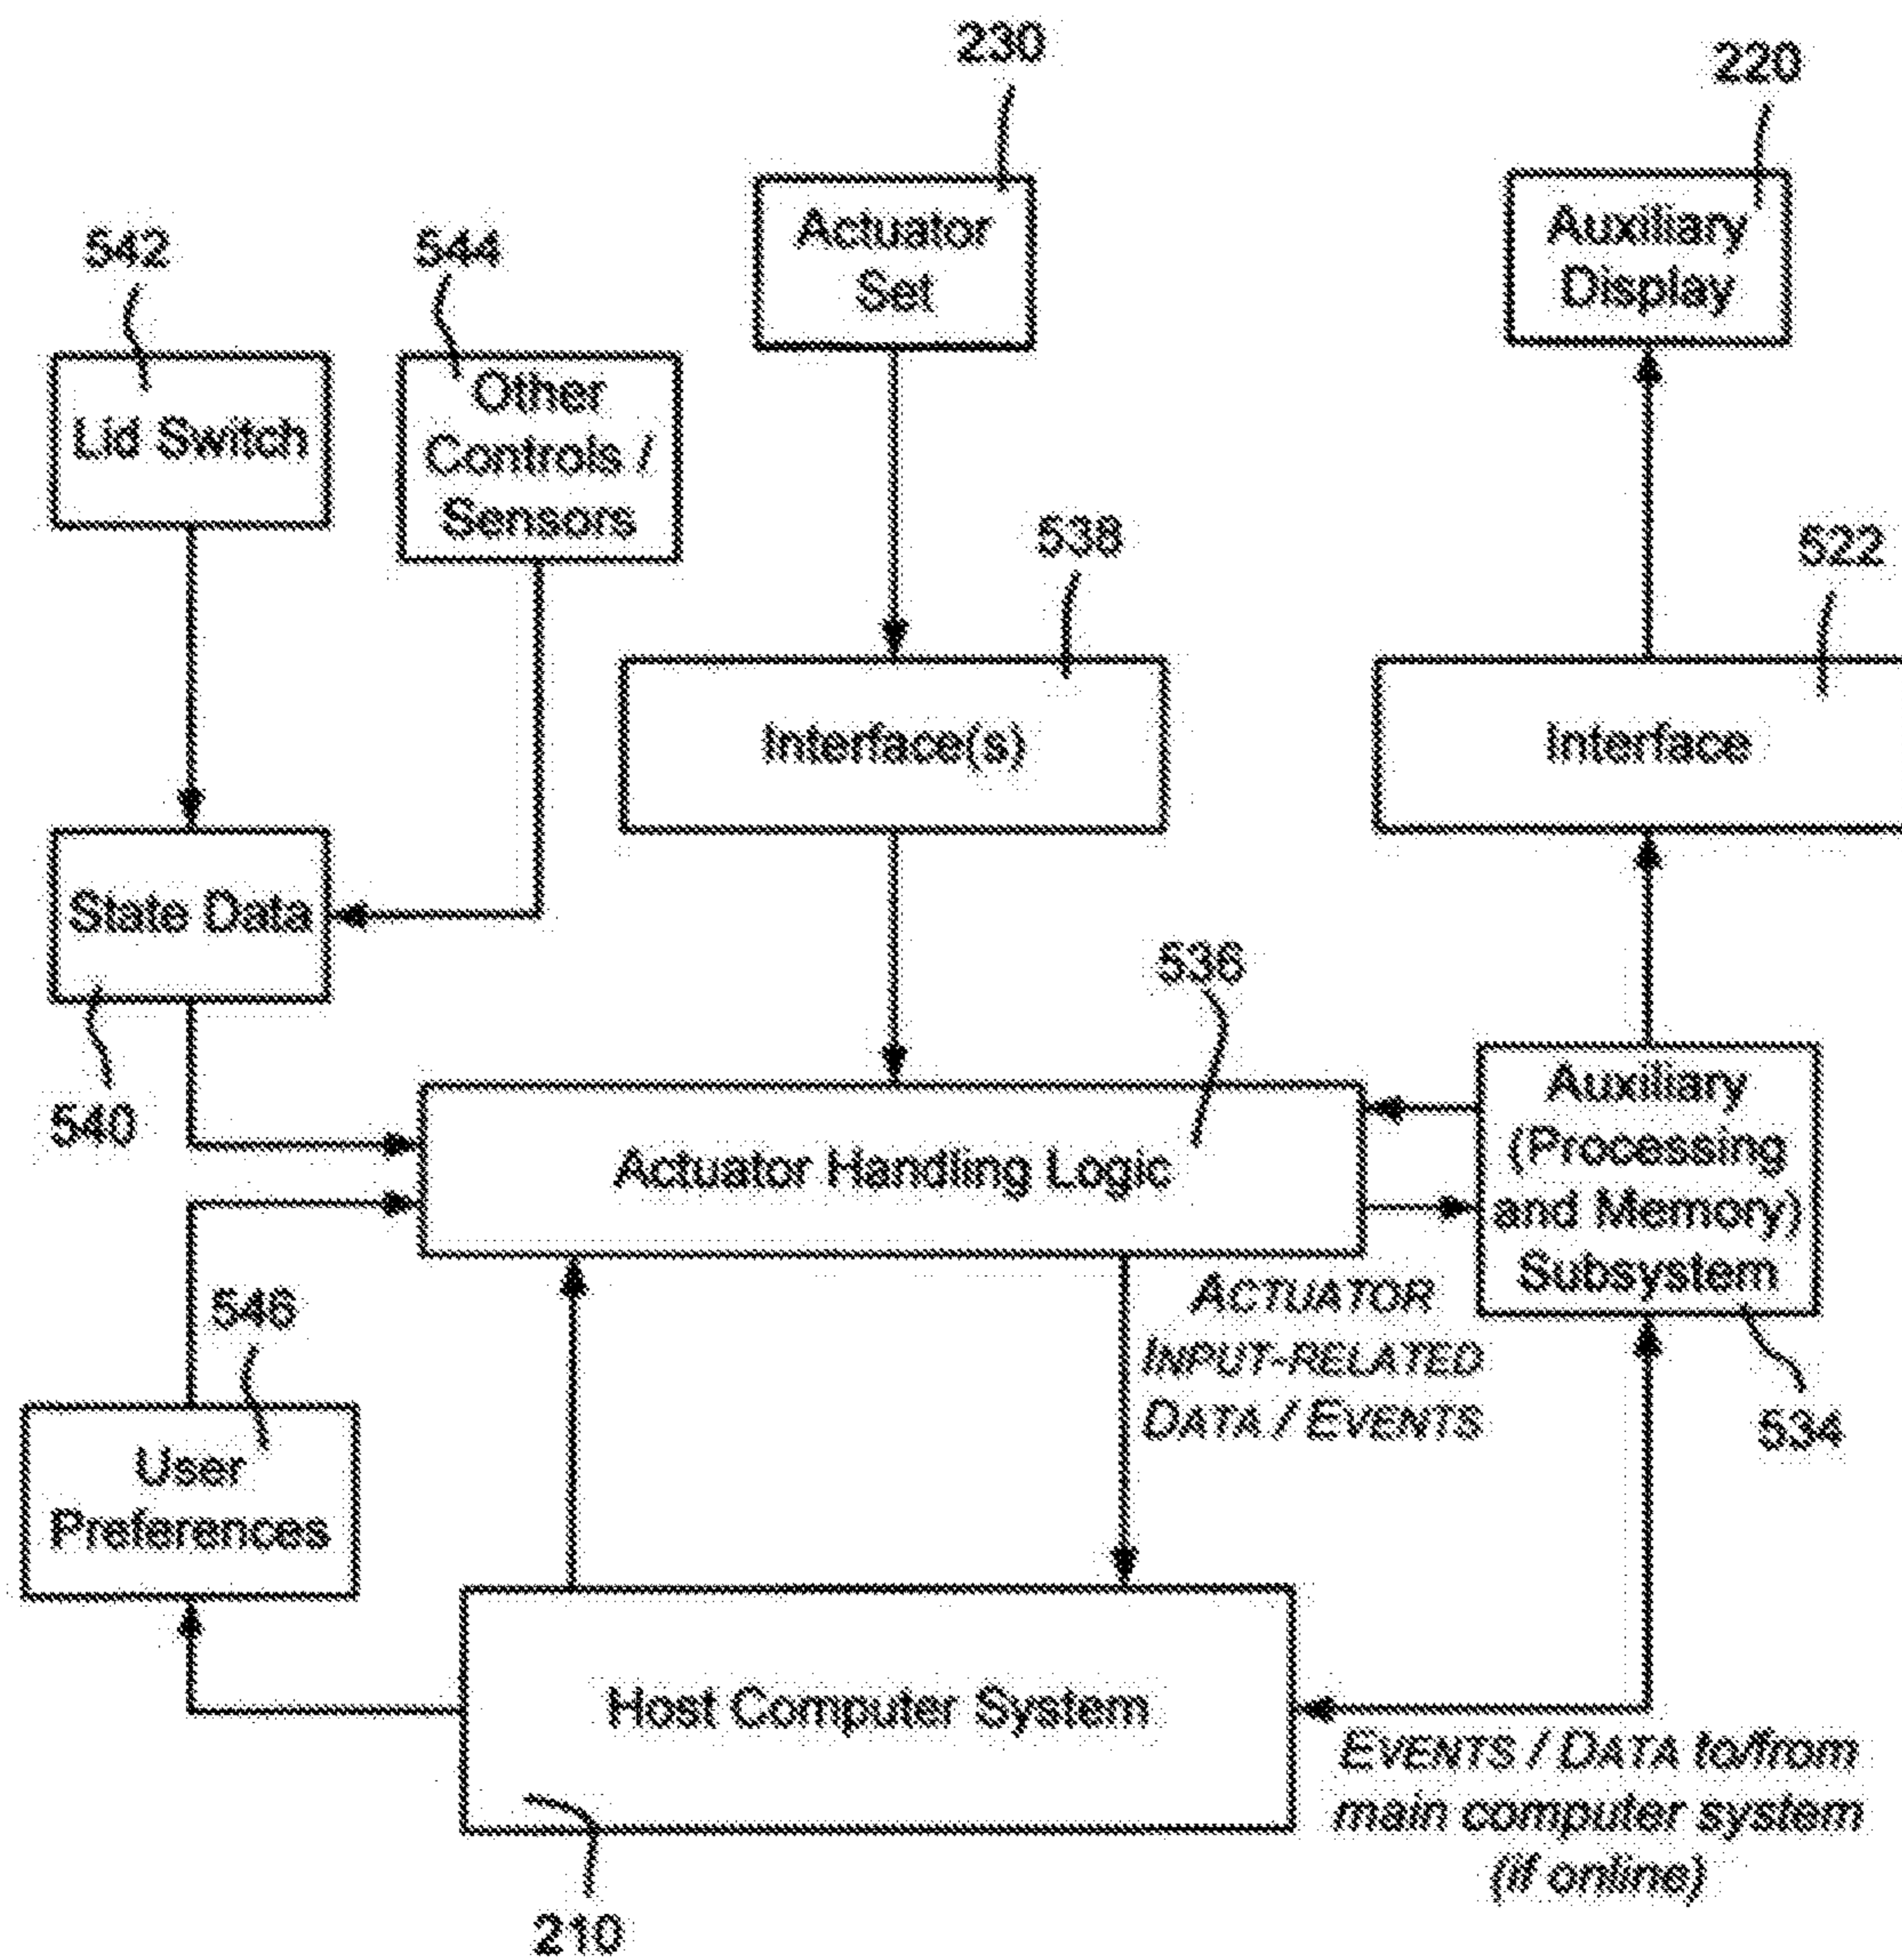 230
220
542
544
Actuator
Set
Auxiliary
Display
Lid Switch
Other
Controls /
Sensors
538
522
Interface(s)
Interface
State Data
536
540
Actuator Handling Logic
Auxiliary
(Processing
and Memory)
Subsystem
546
ACTUATOR
INPUT-RELATED
DATA / EVENTS
534
User
Preferences
Host Computer System
EVENTS / DATA to/from
main computer system
(if online)
210